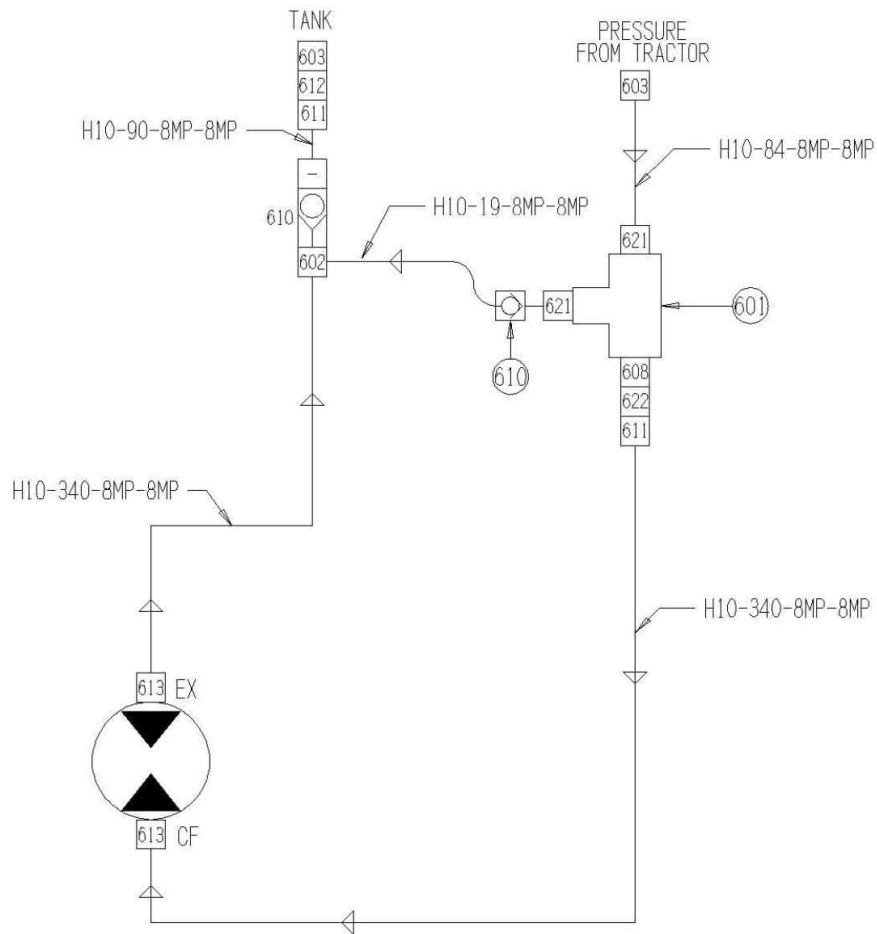 TANK
PRESSURE
FROM TRACTOR
603
612
611
603
H10-90-8MP-8MP
H10-84-8MP-8MP
–
610
H10-19-8MP-8MP
621
602
621
601
610
608
622
611
H10-340-8MP-8MP
H10-340-8MP-8MP
613 EX
613 CF